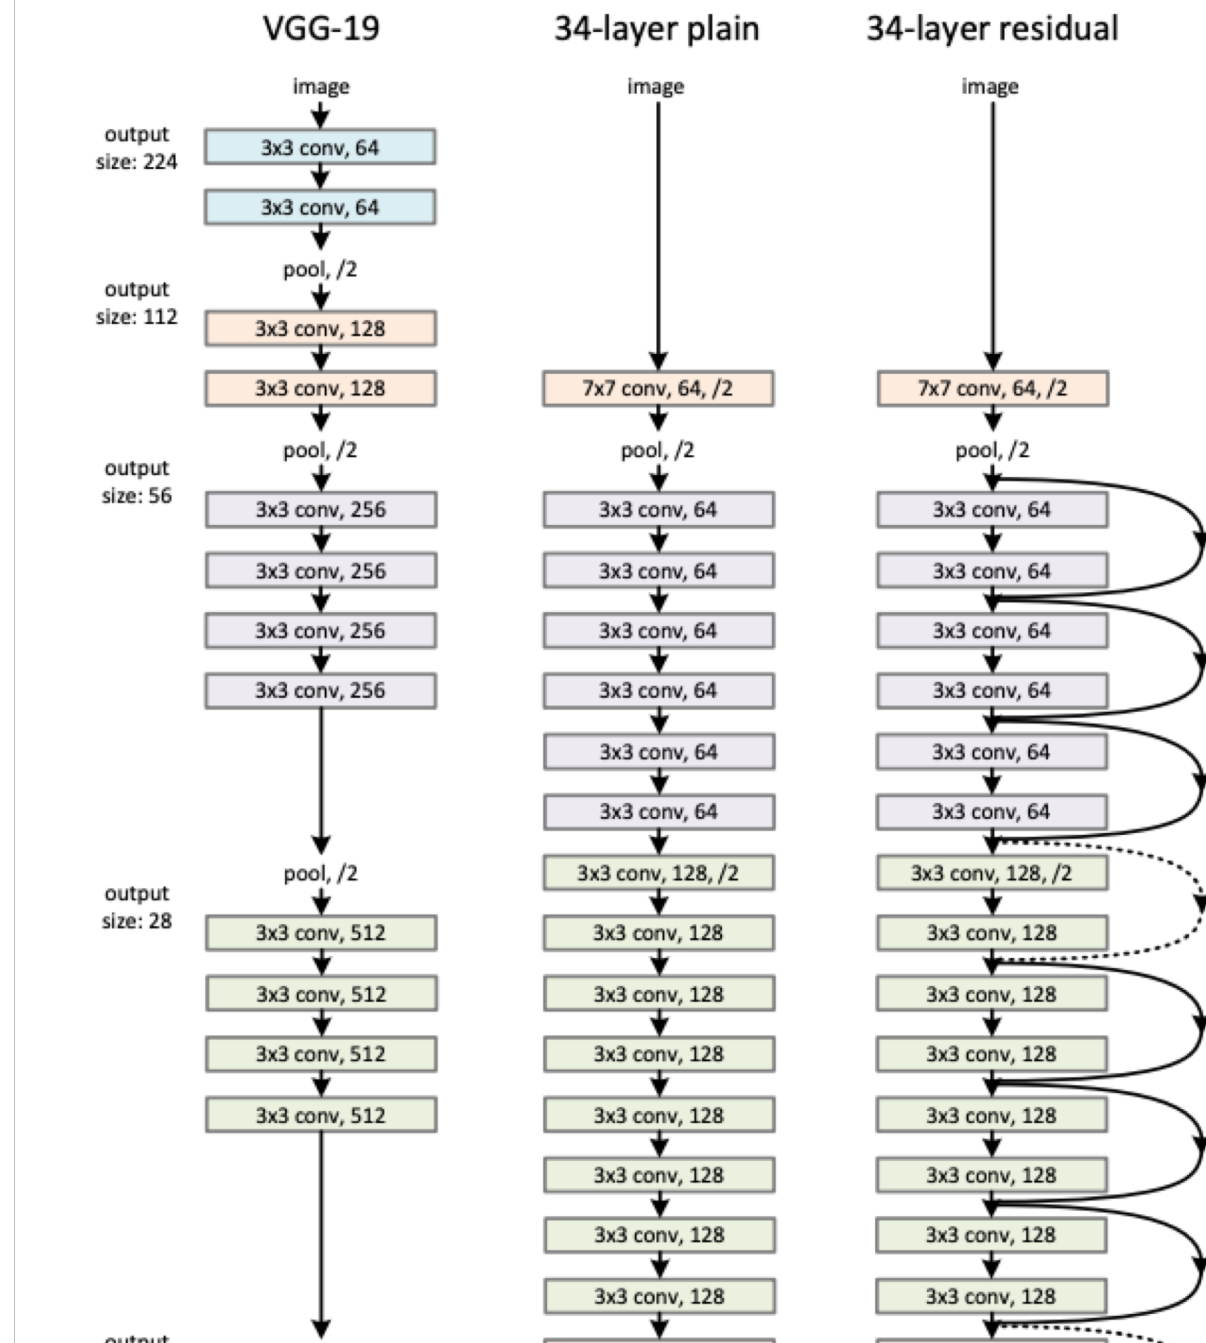 VGG-19
34-layer plain
34-layer residual
image
image
image
output
size: 224
3x3 conv, 64
3x3 conv, 64
pool, /2
output
size: 112
3x3 conv, 128
3x3 conv, 128
7x7 conv, 64, /2
7x7 conv, 64, /2
pool, /2
pool, /2
pool, /2
output
size: 56
3x3 conv, 256
3x3 conv, 64
3x3 conv, 64
3x3 conv, 256
3x3 conv, 64
3x3 conv, 64
3x3 conv, 256
3x3 conv, 64
3x3 conv, 64
3x3 conv, 256
3x3 conv, 64
3x3 conv, 64
3x3 conv, 64
3x3 conv, 64
3x3 conv, 64
3x3 conv, 64
pool, /2
3x3 conv, 128, /2
3x3 conv, 128, /2
output
size: 28
3x3 conv, 512
3x3 conv, 128
3x3 conv, 128
3x3 conv, 512
3x3 conv, 128
3x3 conv, 128
3x3 conv, 512
3x3 conv, 128
3x3 conv, 128
3x3 conv, 512
3x3 conv, 128
3x3 conv, 128
3x3 conv, 128
3x3 conv, 128
3x3 conv, 128
3x3 conv, 128
3x3 conv, 128
3x3 conv, 128
output